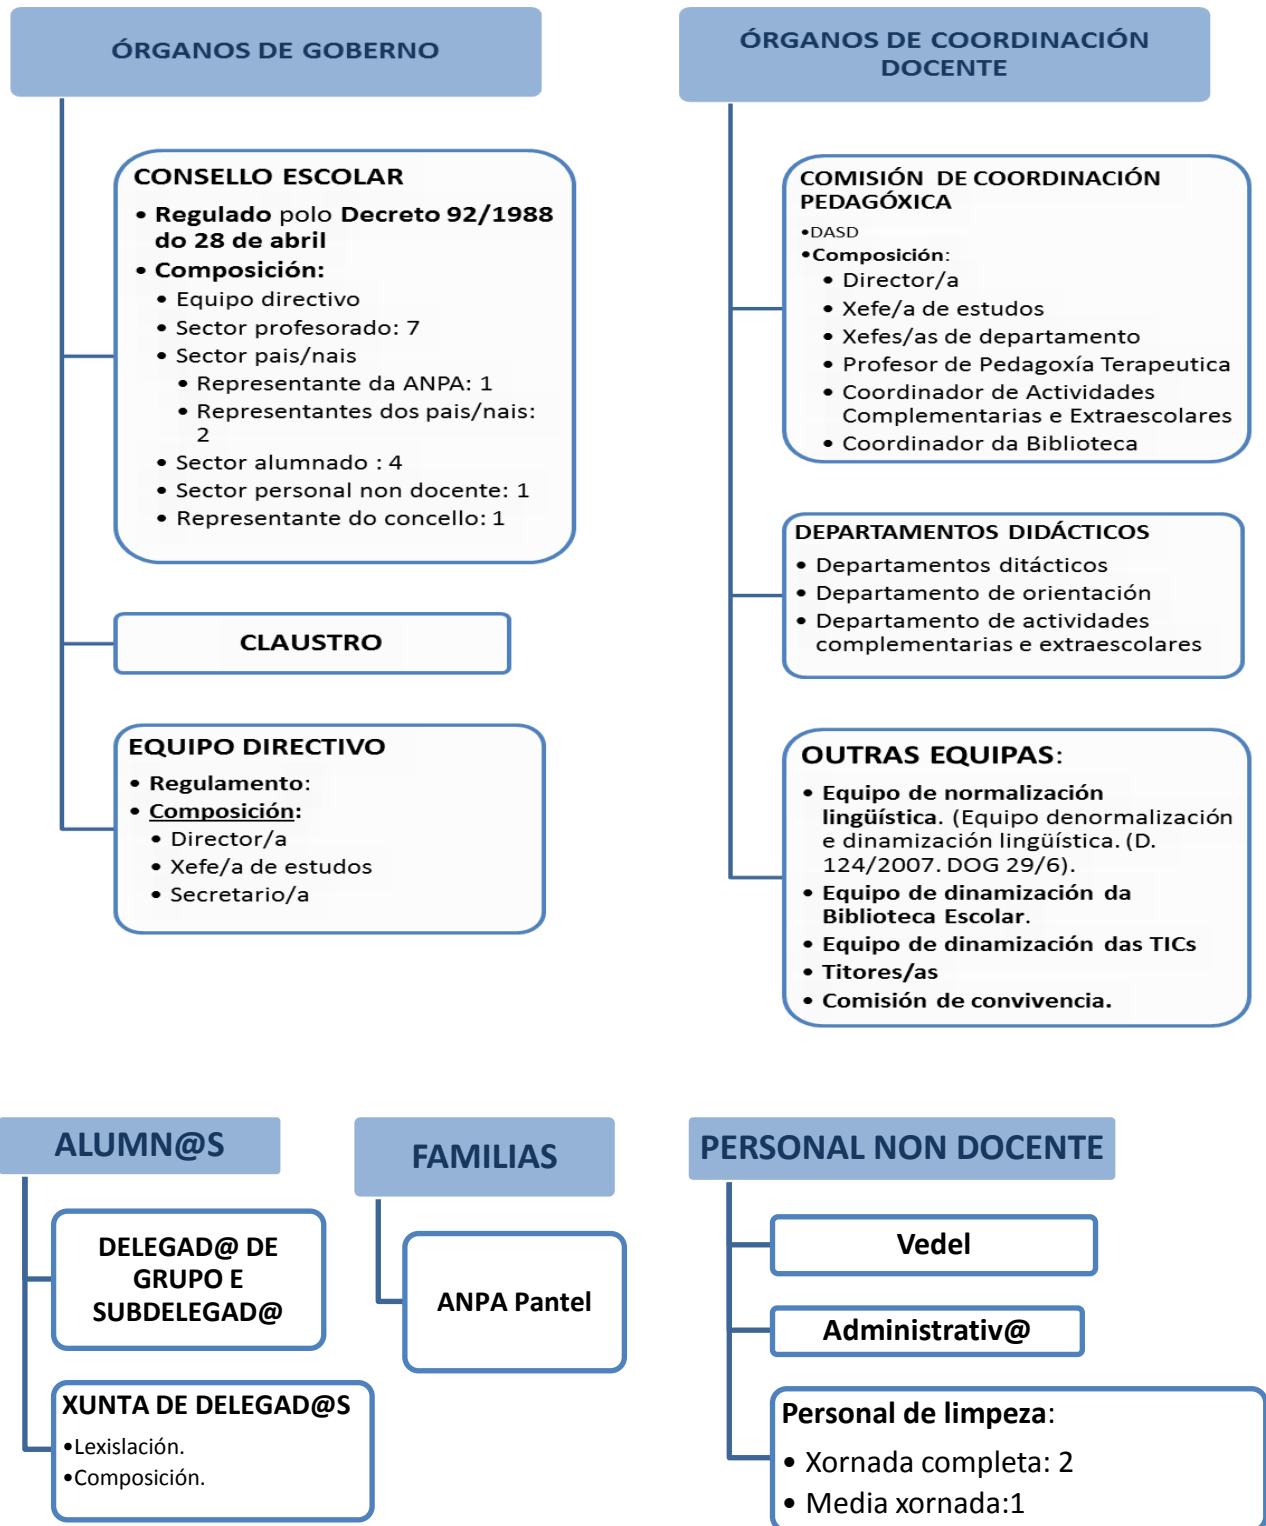 ÓRGANOS DE GOBERNO
CONSELLO ESCOLAR
• Regulado polo Decreto 92/1988
do 28 de abril
• Composición:
• Equipo directivo
• Sector profesorado: 7
• Sector pais/nais
• Representante da ANPA: 1
• Representantes dos pais/nais:
2
• Sector alumnado : 4
• Sector personal non docente: 1
• Representante do concello: 1
CLAUSTRO
EQUIPO DIRECTIVO
• Regulamento:
• Composición:
• Director/a
• Xefe/a de estudos
• Secretario/a
ÓRGANOS DE COORDINACIÓN
DOCENTE
COMISIÓN DE COORDINACIÓN
PEDAGÓXICA
•DASD
•Composición:
• Director/a
• Xefe/a de estudos
• Xefes/as de departamento
• Profesor de Pedagoxía Terapeutica
• Coordinador de Actividades
Complementarias e Extraescolares
• Coordinador da Biblioteca
DEPARTAMENTOS DIDÁCTICOS
• Departamentos ditácticos
• Departamento de orientación
• Departamento de actividades
complementarias e extraescolares
OUTRAS EQUIPAS:
• Equipo de normalización
lingüística. (Equipo denormalización
e dinamización lingüística. (D.
124/2007. DOG 29/6).
• Equipo de dinamización da
Biblioteca Escolar.
• Equipo de dinamización das TICs
• Titores/as
• Comisión de convivencia.
ALUMN@S
DELEGAD@ DE
GRUPO E
SUBDELEGAD@
XUNTA DE DELEGAD@S
•Lexislación.
•Composición.
FAMILIAS
ANPA Pantel
PERSONAL NON DOCENTE
Vedel
Administrativ@
Personal de limpeza:
• Xornada completa: 2
• Media xornada:1